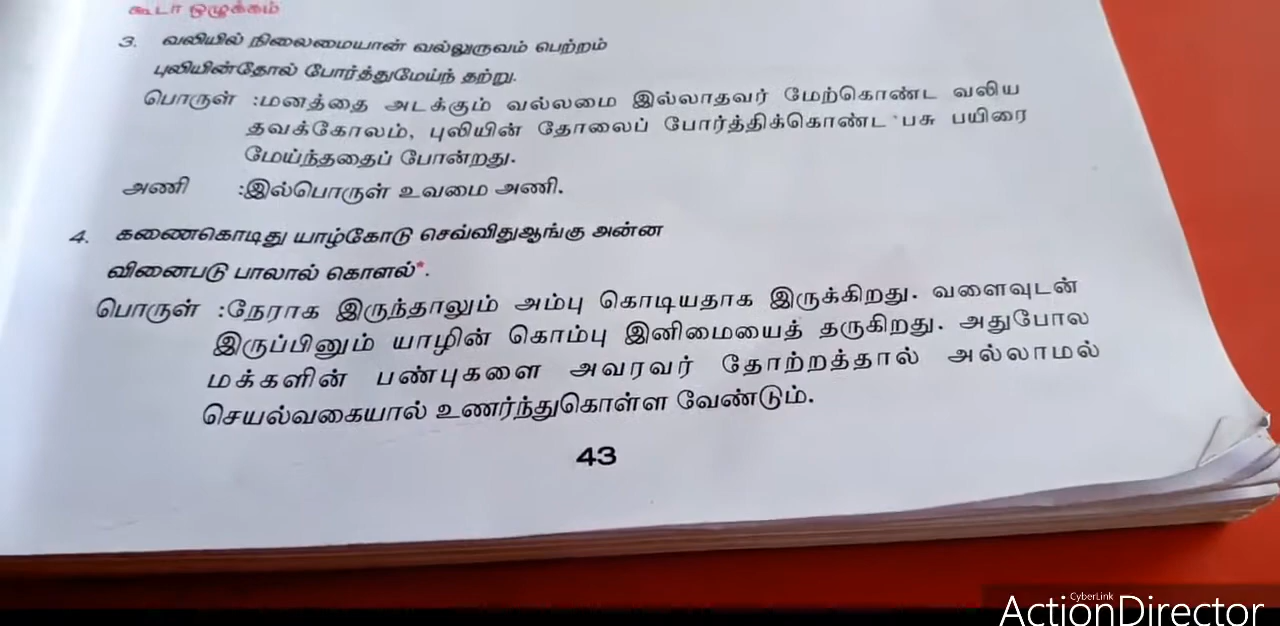 கூடா ஒழுக்கம்
3. வலியில் நிலைமையான் வல்லுருவம் பெற்றம்
புலியின்தோல் போர்த்துமேய்ந் தற்று.
பொருள் :மனத்தை அடக்கும் வல்லமை இல்லாதவர் மேற்கொண்ட வலிய
தவக்கோலம், புலியின் தோலைப் போர்த்திக்கொண்ட பசு பயிரை
மேய்ந்ததைப் போன்றது.
அணி :இல்பொருள் உவமை அணி.
4. கணைகொடிது யாழ்கோடு செவ்விதுஆங்கு அன்ன
வினைபடு பாலால் கொளல்*.
பொருள் :நேராக இருந்தாலும் அம்பு கொடியதாக இருக்கிறது. வளைவுடன்
இருப்பினும் யாழின் கொம்பு இனிமையைத் தருகிறது. அதுபோல
மக்களின் பண்புகளை அவரவர் தோற்றத்தால் அல்லாமல்
செயல்வகையால் உணர்ந்துகொள்ள வேண்டும்.
43
CyberLink
ActionDirector